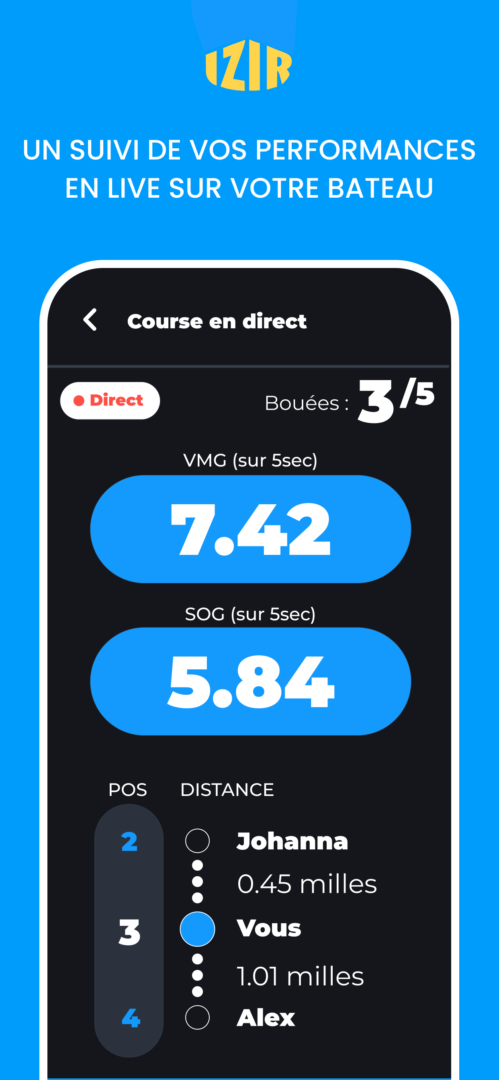 IZIR
UN SUIVI DE VOS PERFORMANCES
EN LIVE SUR VOTRE BATEAU
Course en direct
Direct
Bouées : 3/5
VMG (sur 5sec)
7.42
SOG (sur 5sec)
5.84
POS DISTANCE
2 Johanna
0.45 milles
3 Vous
1.01 milles
4 Alex